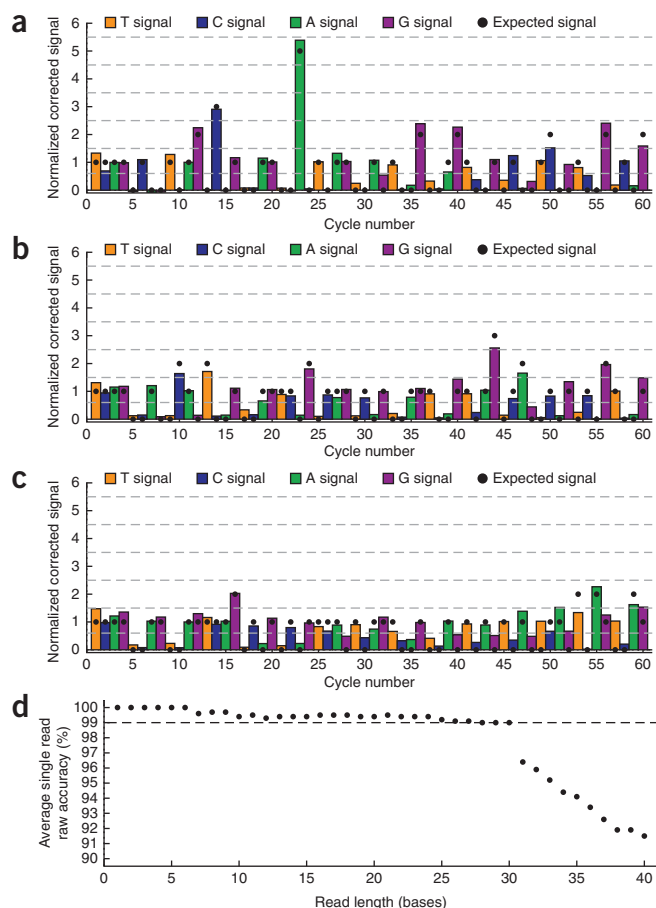 a
T signal C signal A signal G signal Expected signal
Normalized corrected signal
6
5
4
3
2
1
0
0 5 10 15 20 25 30 35 40 45 50 55 60
Cycle number
b
T signal C signal A signal G signal Expected signal
Normalized corrected signal
6
5
4
3
2
1
0
0 5 10 15 20 25 30 35 40 45 50 55 60
Cycle number
c
T signal C signal A signal G signal Expected signal
Normalized corrected signal
6
5
4
3
2
1
0
0 5 10 15 20 25 30 35 40 45 50 55 60
Cycle number
d
Average single read
raw accuracy (%)
100
99
98
97
96
95
94
93
92
91
90
0 5 10 15 20 25 30 35 40
Read length (bases)